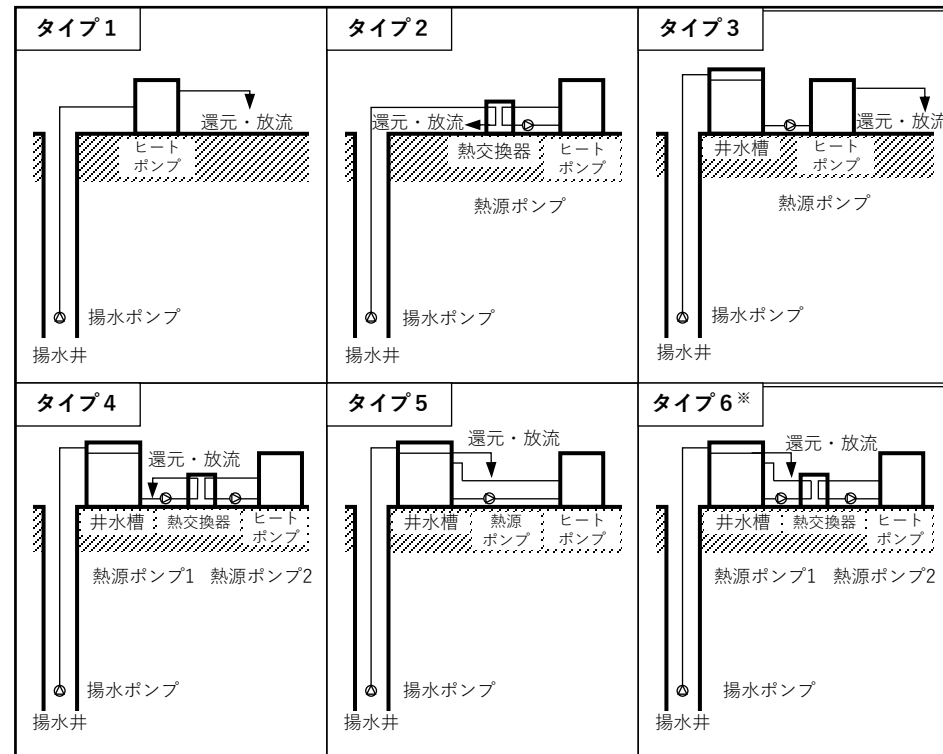 タイプ1
還元・放流
ヒート
ポンプ
揚水ポンプ
揚水井
タイプ2
還元・放流
熱交換器
ヒート
ポンプ
熱源ポンプ
揚水ポンプ
揚水井
タイプ3
還元・放流
井水槽
ヒート
ポンプ
熱源ポンプ
揚水ポンプ
揚水井
タイプ4
還元・放流
井水槽
熱交換器
ヒート
ポンプ
熱源ポンプ1
熱源ポンプ2
揚水ポンプ
揚水井
タイプ5
還元・放流
井水槽
熱源
ポンプ
ヒート
ポンプ
揚水ポンプ
揚水井
タイプ6※
還元・放流
井水槽
熱交換器
ヒート
ポンプ
熱源ポンプ1
熱源ポンプ2
揚水ポンプ
揚水井